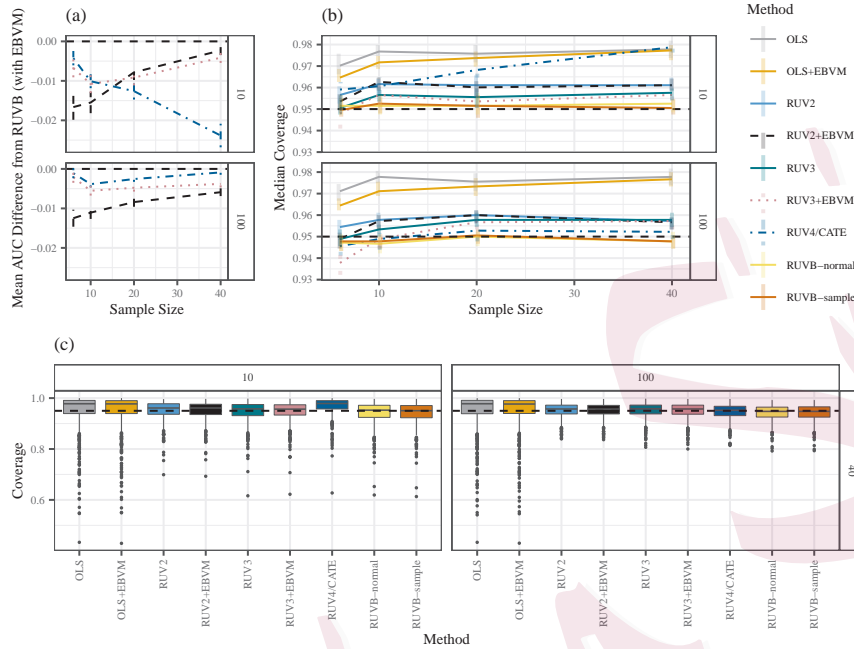 (a)
(b)
Mean AUC Difference from RUVB (with EBVM)
0.00
−0.01
−0.02
10
0.00
−0.01
−0.02
100
10
20
30
40
Sample Size
Median Coverage
0.98
0.97
0.96
0.95
0.94
0.93
10
0.98
0.97
0.96
0.95
0.94
0.93
100
10
20
30
40
Sample Size
Method
OLS
OLS+EBVM
RUV2
RUV2+EBVM
RUV3
RUV3+EBVM
RUV4/CATE
RUVB−normal
RUVB−sample
(c)
10
100
Coverage
1.0
0.8
0.6
40
OLS
OLS+EBVM
RUV2
RUV2+EBVM
RUV3
RUV3+EBVM
RUV4/CATE
RUVB−normal
RUVB−sample
OLS
OLS+EBVM
RUV2
RUV2+EBVM
RUV3
RUV3+EBVM
RUV4/CATE
RUVB−normal
RUVB−sample
Method